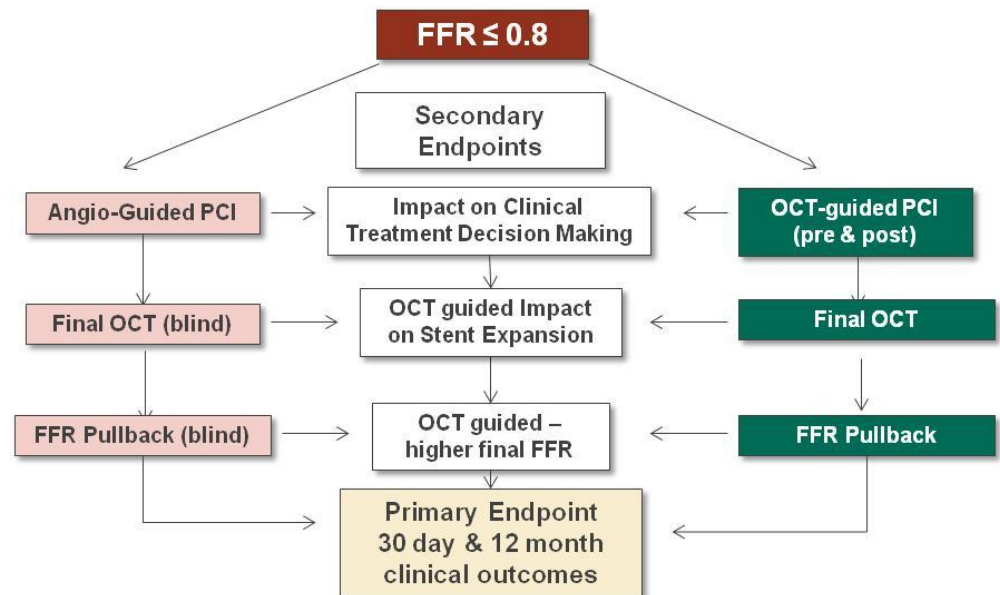 FFR ≤ 0.8
Secondary
Endpoints
Angio-Guided PCI
Impact on Clinical
Treatment Decision Making
OCT-guided PCI
(pre & post)
Final OCT (blind)
OCT guided Impact
on Stent Expansion
Final OCT
FFR Pullback (blind)
OCT guided –
higher final FFR
FFR Pullback
Primary Endpoint
30 day & 12 month
clinical outcomes